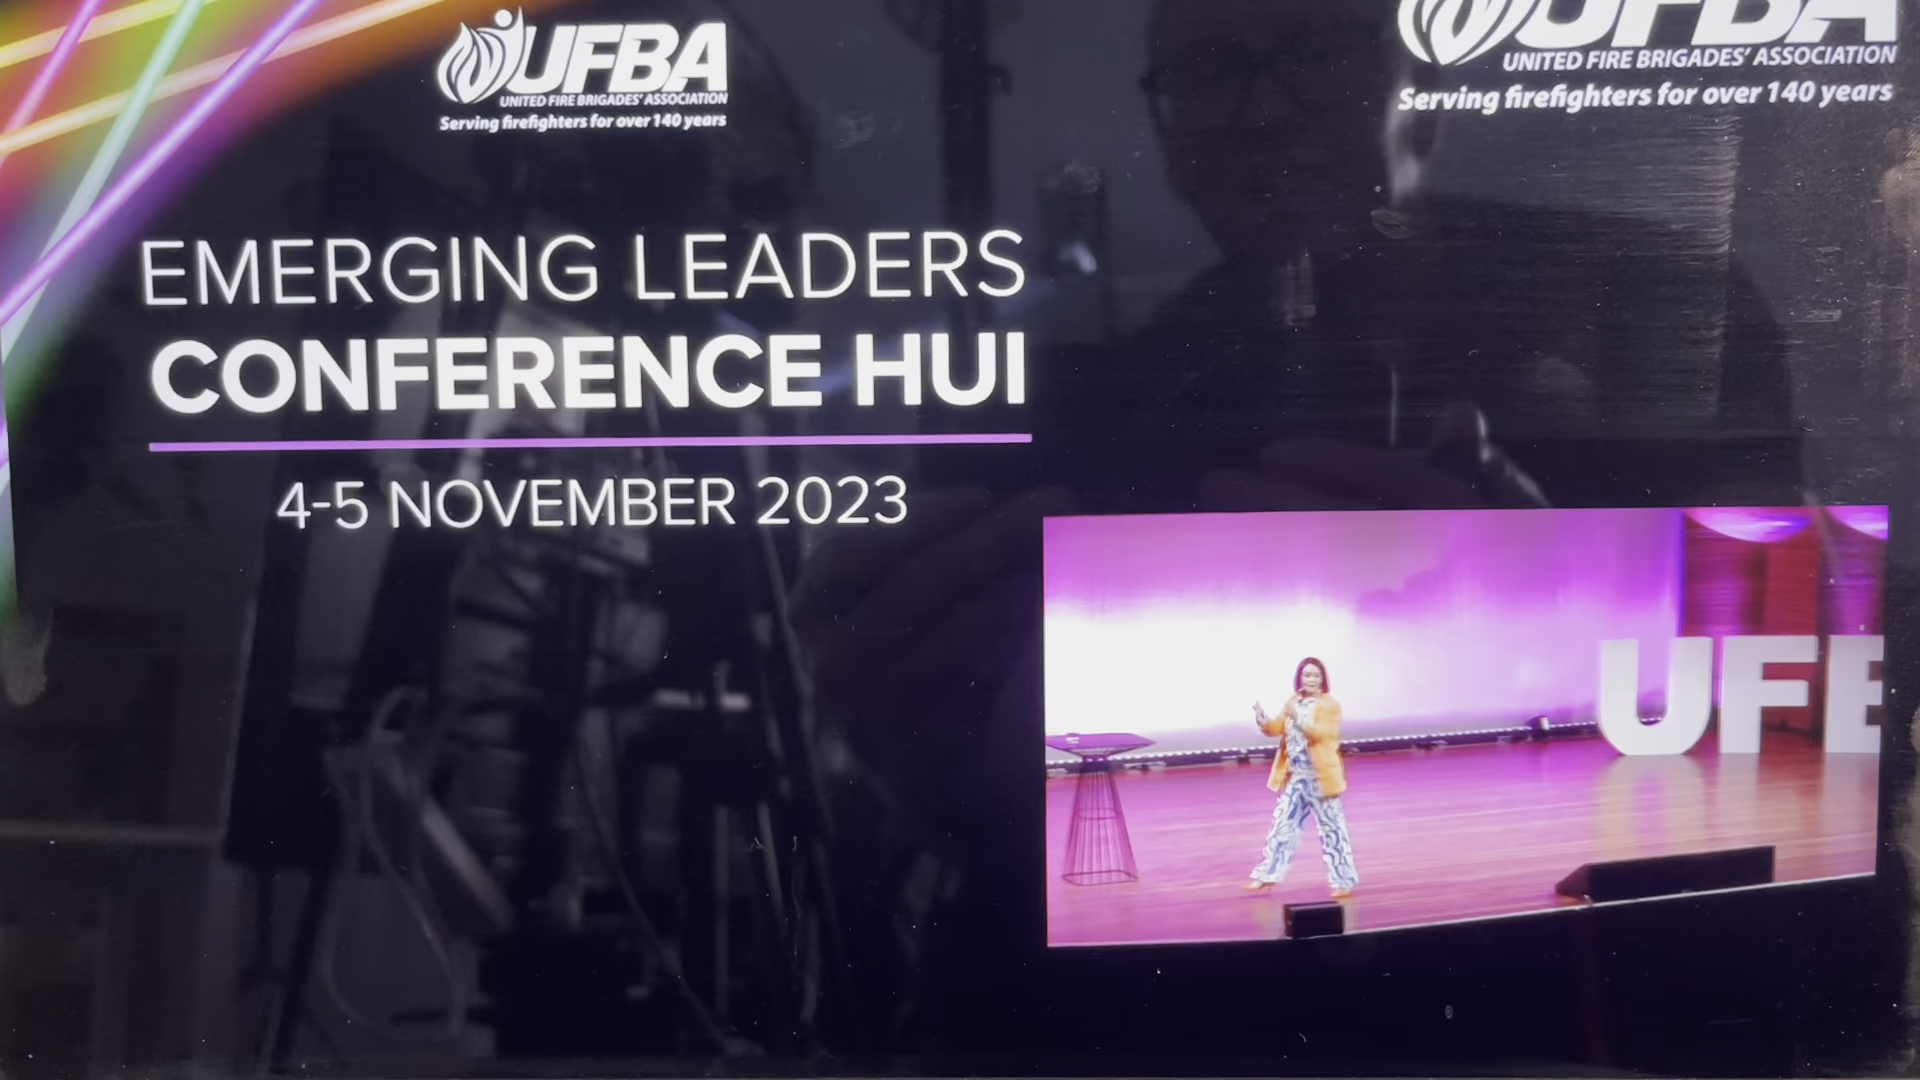 UFBA
UNITED FIRE BRIGADES' ASSOCIATION
Serving firefighters for over 140 years
UFBA
UNITED FIRE BRIGADES' ASSOCIATION
Serving firefighters for over 140 years
EMERGING LEADERS
CONFERENCE HUI
4-5 NOVEMBER 2023
UFB